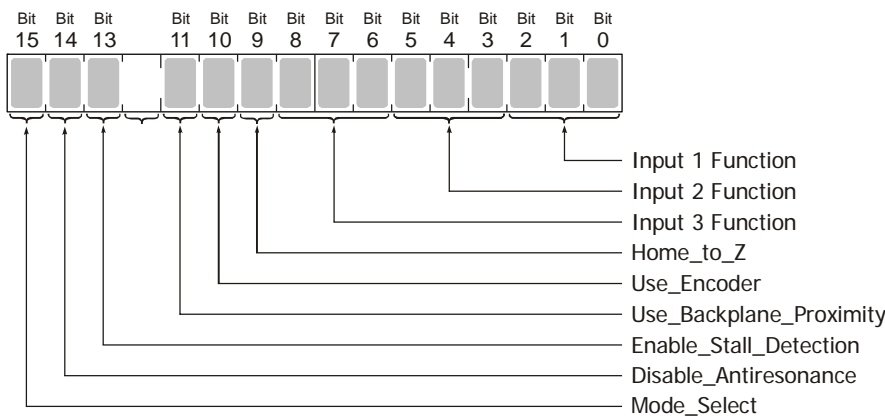 Bit Bit Bit Bit Bit Bit Bit Bit Bit Bit Bit Bit Bit Bit Bit
15 14 13 11 10 9 8 7 6 5 4 3 2 1 0
Input 1 Function
Input 2 Function
Input 3 Function
Home_to_Z
Use_Encoder
Use_Backplane_Proximity
Enable_Stall_Detection
Disable_Antiresonance
Mode_Select